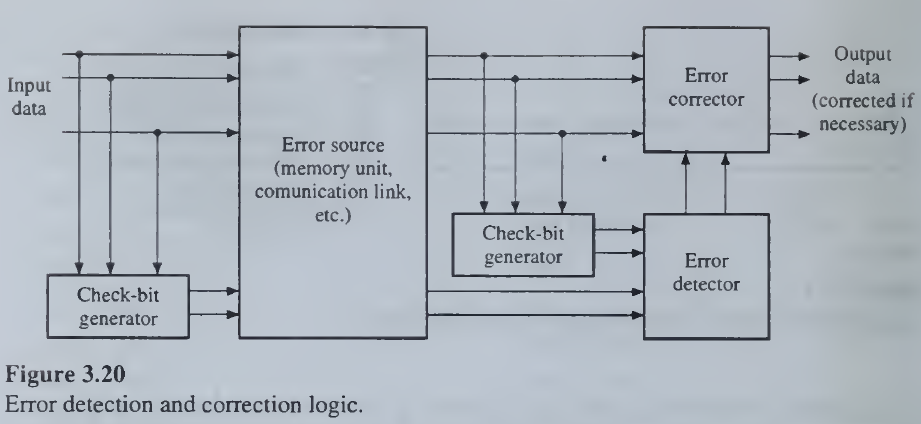 Input
data
Check-bit
generator
Error source
(memory unit,
comunication link,
etc.)
Check-bit
generator
Error
corrector
Error
detector
Output
data
(corrected if
necessary)
Figure 3.20
Error detection and correction logic.